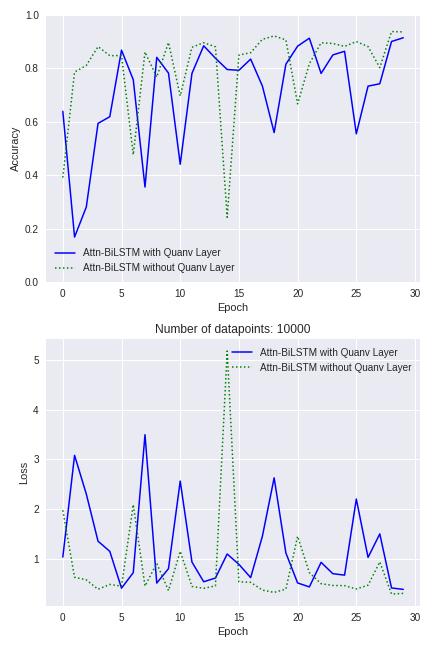 1.0
0.8
0.6
0.4
0.2
0.0
Accuracy
Attn-BiLSTM with Quanv Layer
Attn-BiLSTM without Quanv Layer
0 5 10 15 20 25 30
Epoch
Number of datapoints: 10000
Attn-BiLSTM with Quanv Layer
Attn-BiLSTM without Quanv Layer
5
4
3
2
1
Loss
0 5 10 15 20 25 30
Epoch